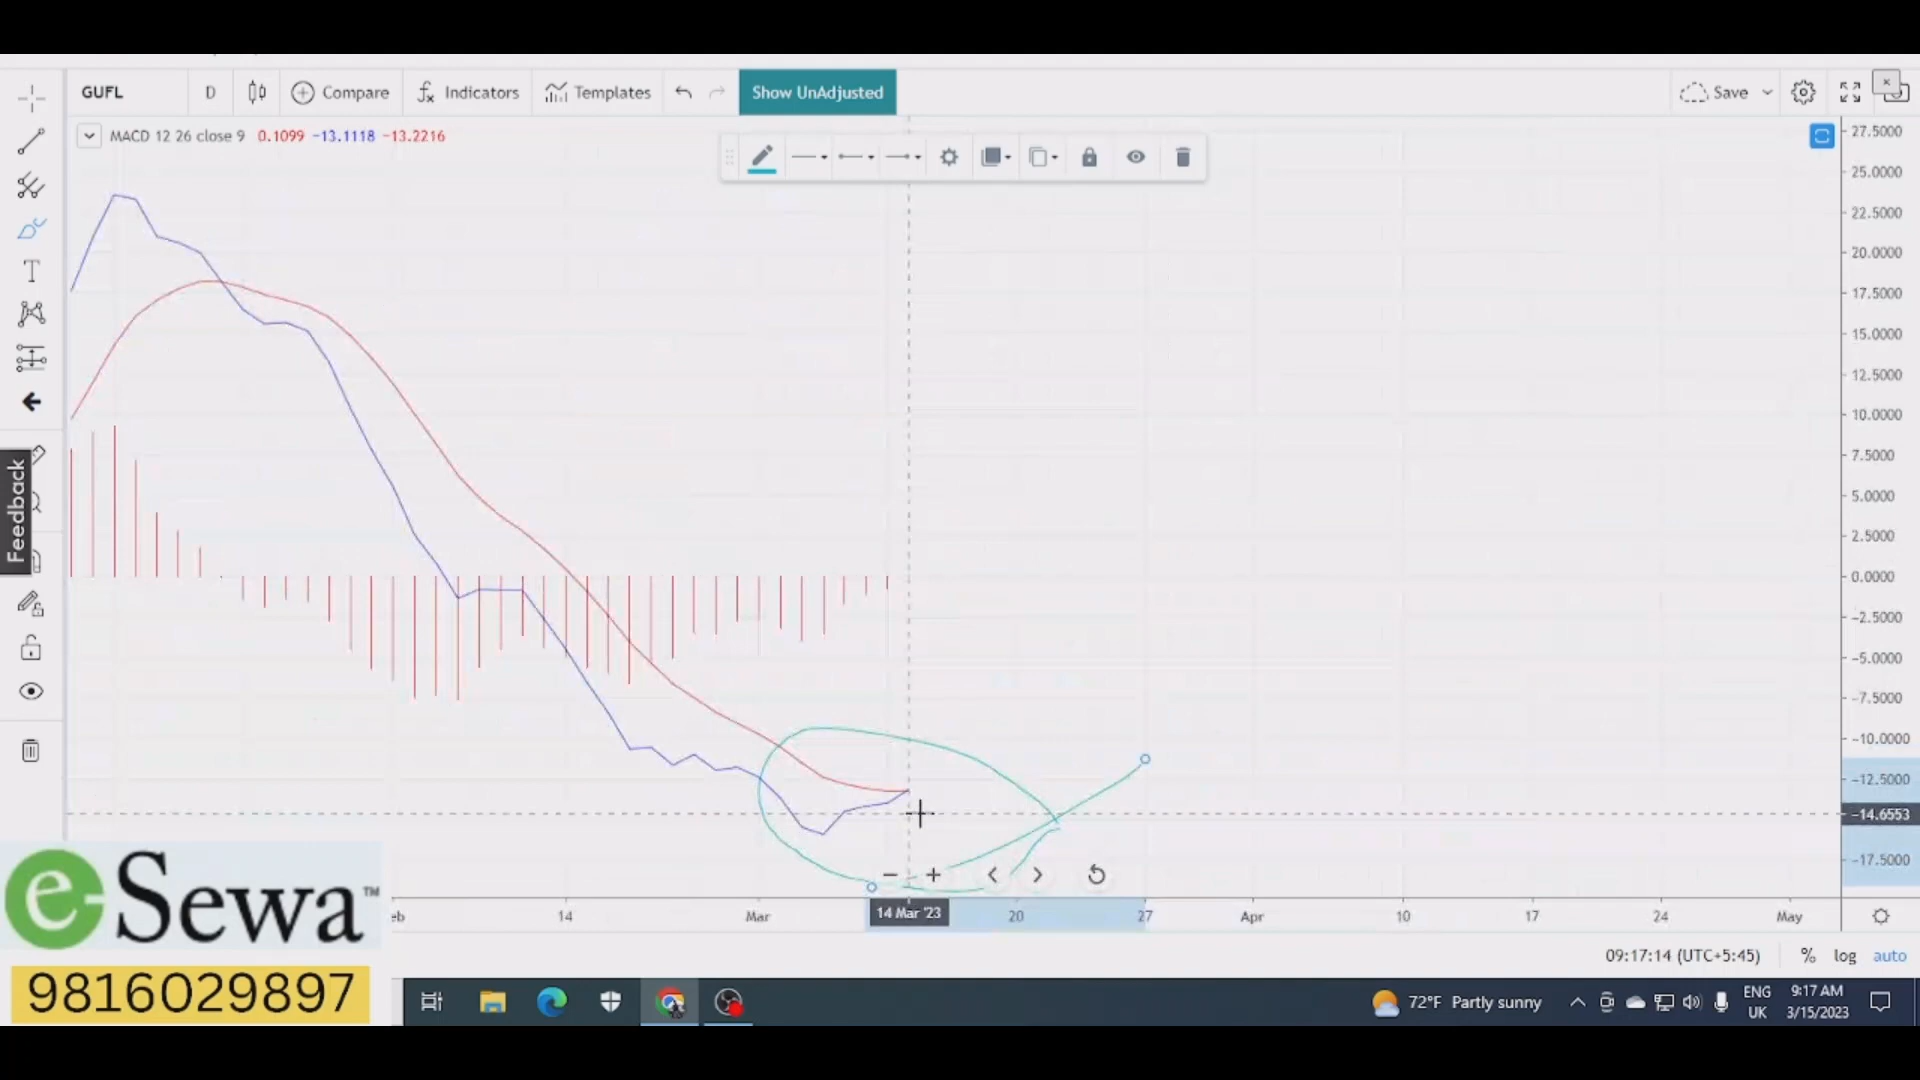 GUFL D Compare Indicators Templates Show UnAdjusted Save
MACD 12 26 close 9 0.1099 −13.1118 −13.2216
27.5000
25.0000
22.5000
20.0000
17.5000
15.0000
12.5000
10.0000
7.5000
5.0000
2.5000
0.0000
−2.5000
−5.0000
−7.5000
−10.0000
−12.5000
−14.6553
−17.5000
Feedback
e-Sewa™
9816029897
eb 14 Mar 14 Mar '23 20 27 Apr 10 17 24 May
09:17:14 (UTC+5:45) % log auto
72°F Partly sunny
ENG
UK
9:17 AM
3/15/2023